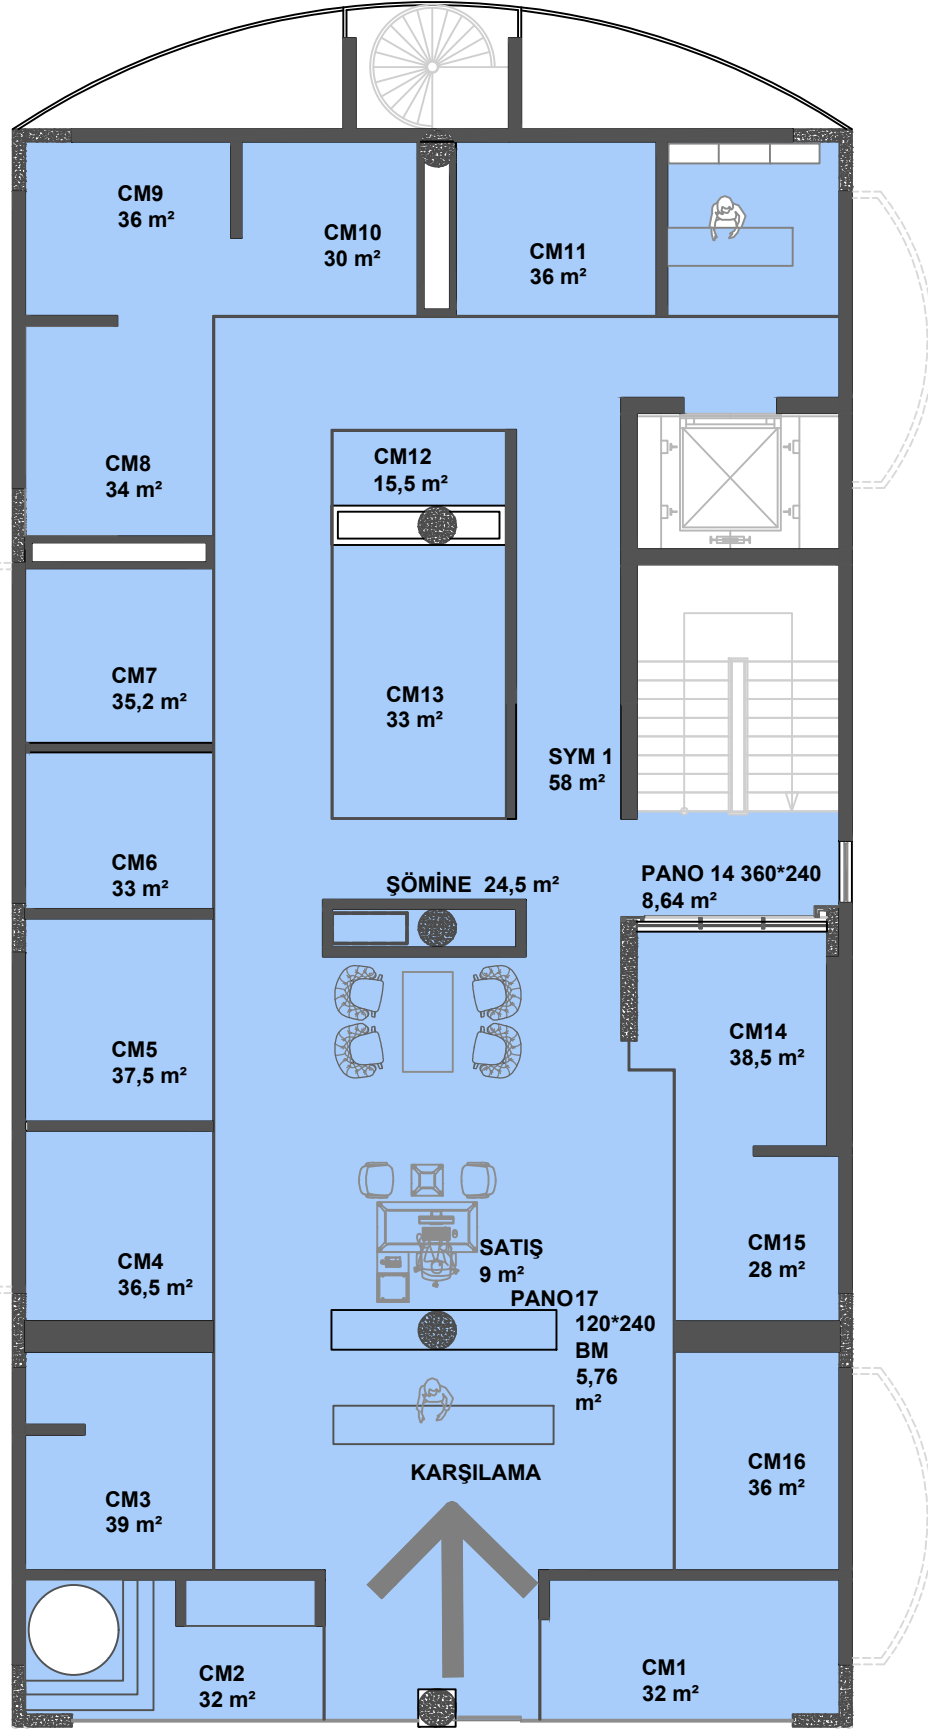 CM9
36 m²
CM10
30 m²
CM11
36 m²
CM8
34 m²
CM12
15,5 m²
CM7
35,2 m²
CM13
33 m²
SYM 1
58 m²
CM6
33 m²
ŞÖMİNE 24,5 m²
PANO 14 360*240
8,64 m²
CM5
37,5 m²
CM14
38,5 m²
CM4
36,5 m²
SATIŞ
9 m²
CM15
28 m²
PANO17
120*240
BM
5,76
m²
KARŞILAMA
CM16
36 m²
CM3
39 m²
CM2
32 m²
CM1
32 m²